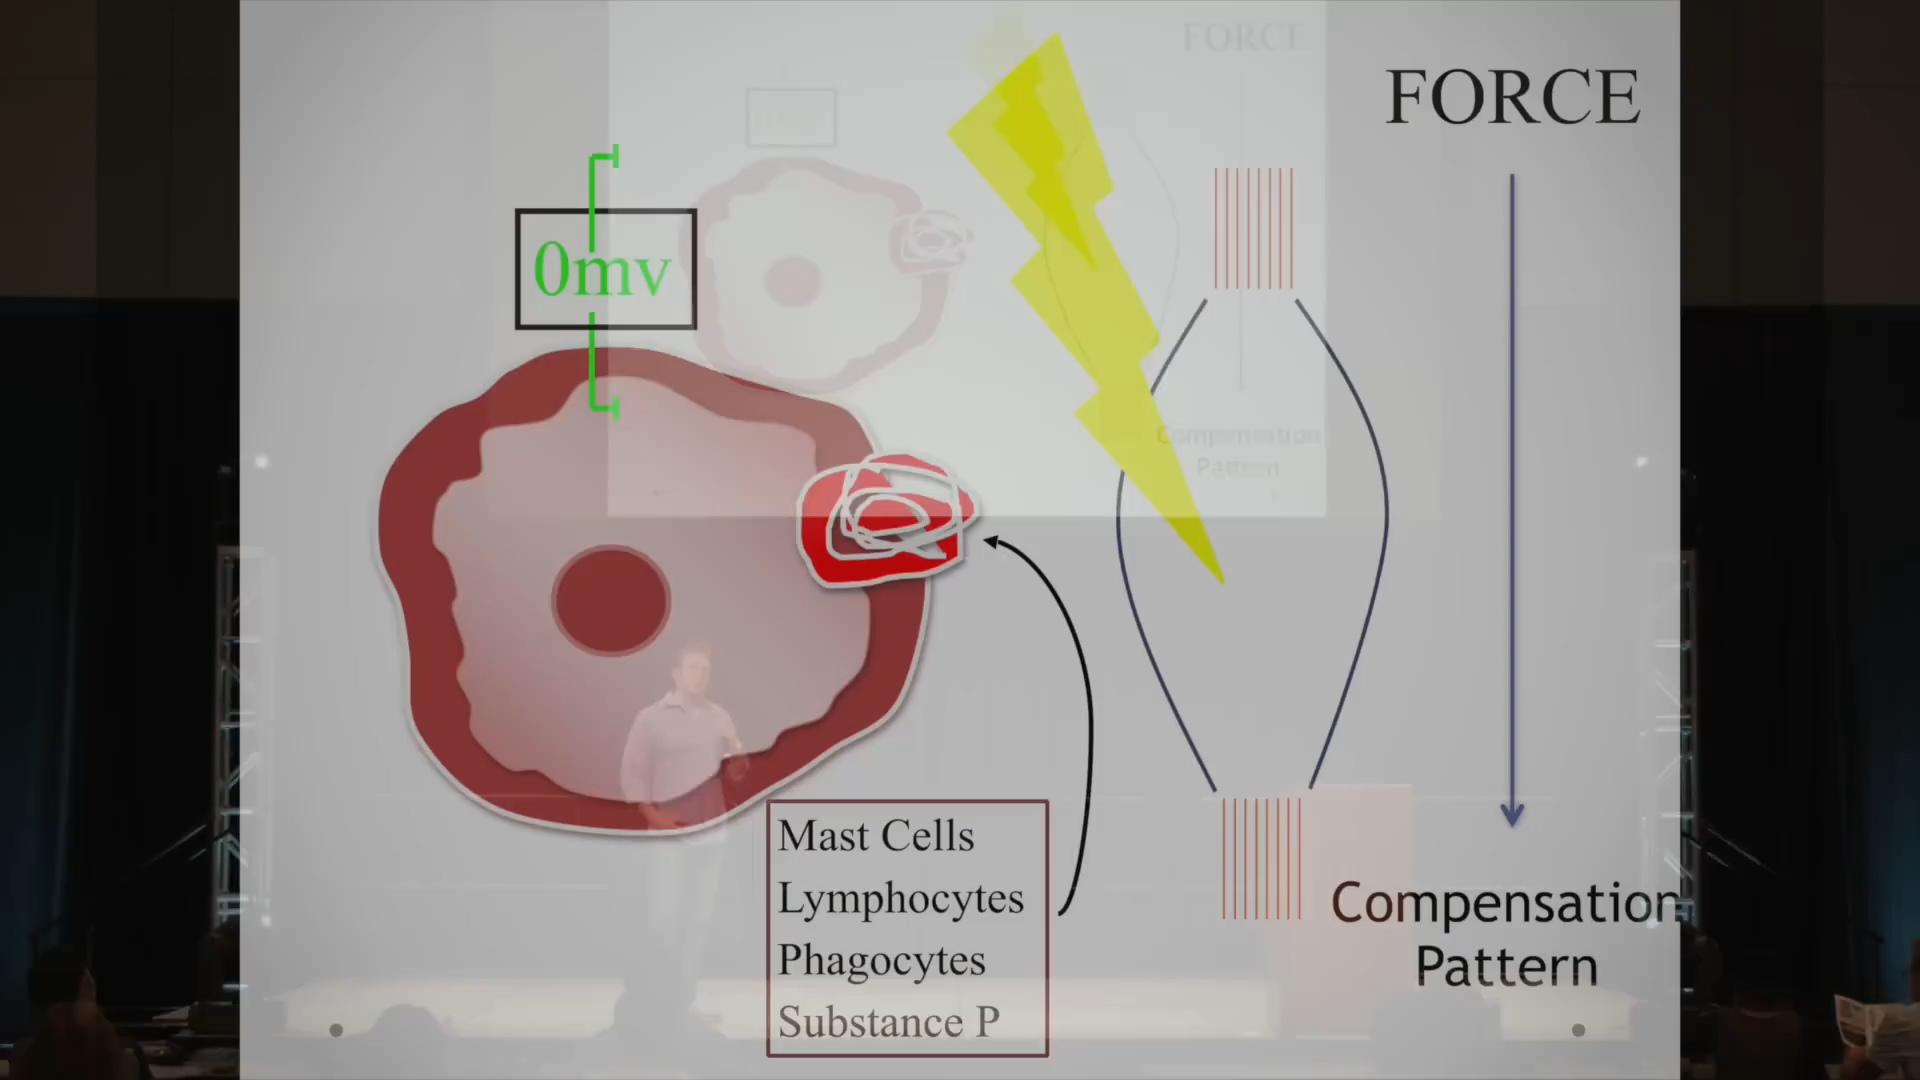 FORCE
FORCE
0mv
Compensation
Pattern
Mast Cells
Lymphocytes
Phagocytes
Substance P
Compensation
Pattern